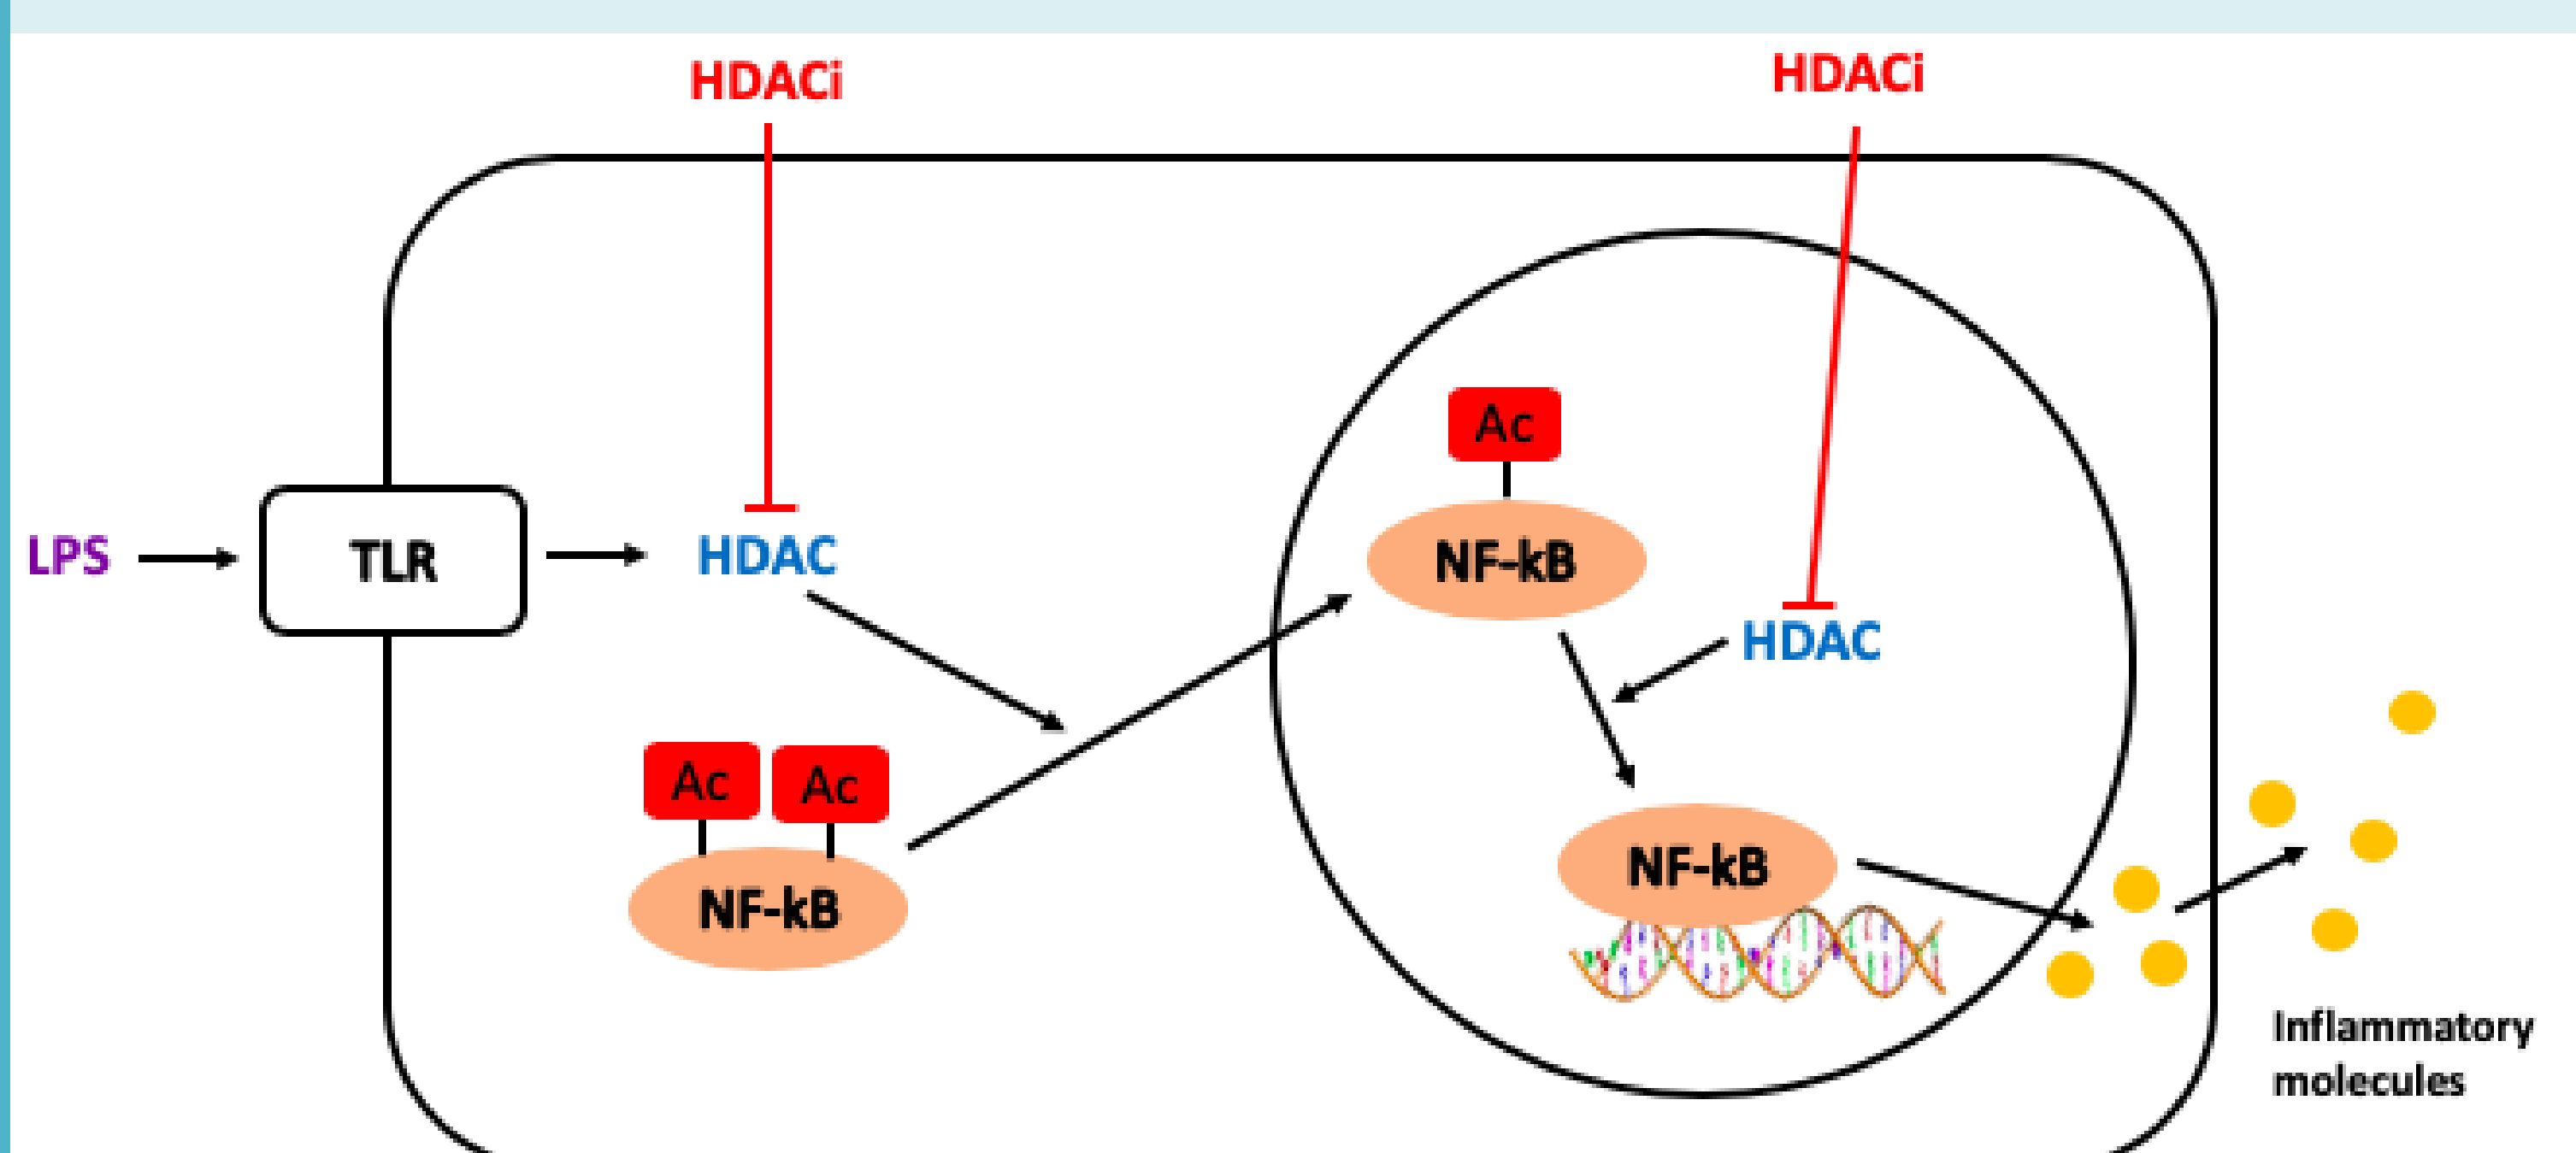 HDACi
HDACi
Ac
NF-kB
LPS
TLR
HDAC
HDAC
Ac Ac
NF-kB
NF-kB
Inflammatory
molecules